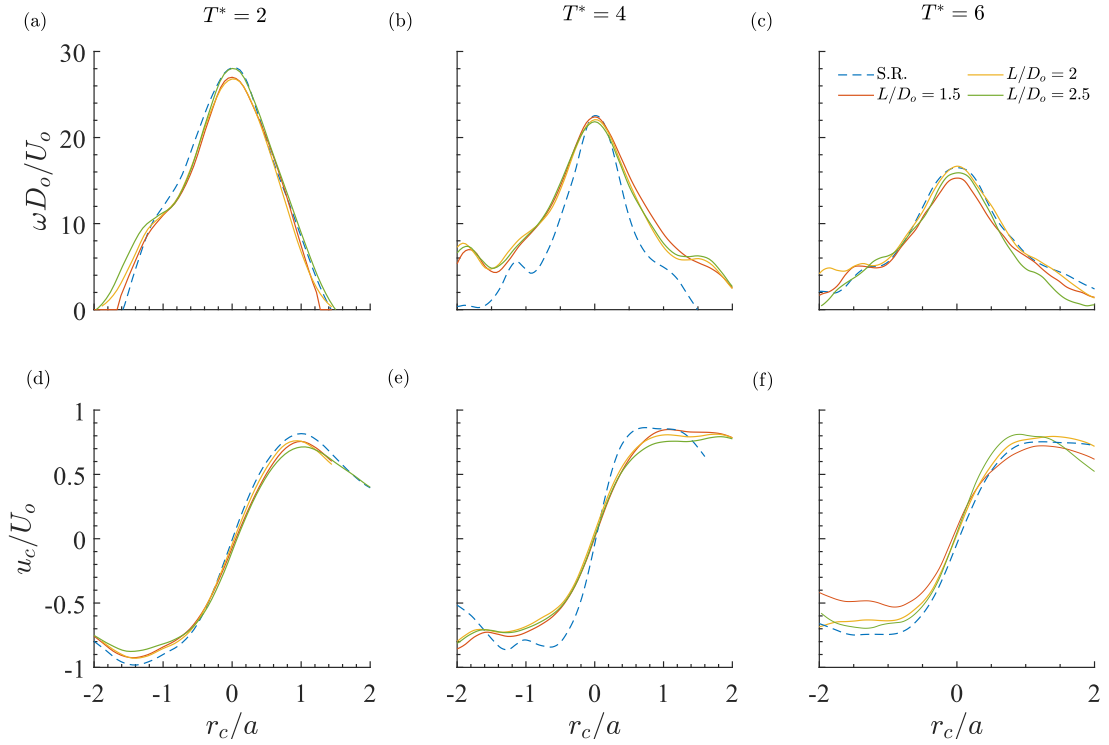 (a) T* = 2 (b) T* = 4 (c) T* = 6
30
20
10
0
ωD_o/U_o
S.R. L/D_o = 2
L/D_o = 1.5 L/D_o = 2.5
(d) (e) (f)
1
0.5
0
-0.5
-1
u_c/U_o
-2 -1 0 1 2 -2 -1 0 1 2 -2 -1 0 1 2
r_c/a r_c/a r_c/a